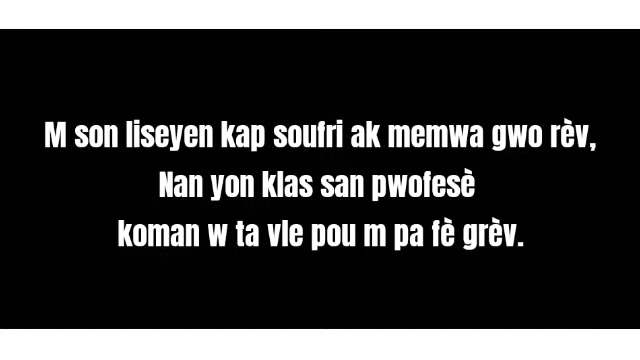 M son liseyen kap soufri ak memwa gwo rèv,
Nan yon klas san pwofesè
koman w ta vle pou m pa fè grèv.